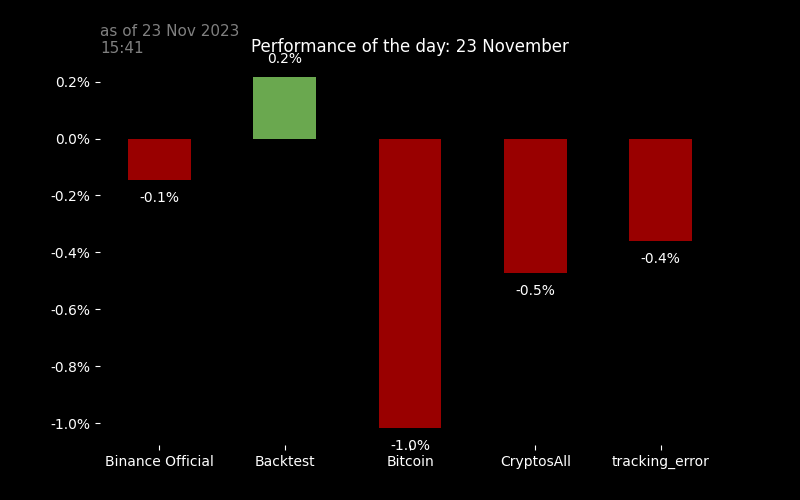 as of 23 Nov 2023
15:41
Performance of the day: 23 November
0.2%
0.2%
0.0%
-0.1%
-0.2%
-0.4%
-0.4%
-0.5%
-0.6%
-0.8%
-1.0%
-1.0%
Binance Official
Backtest
Bitcoin
CryptosAll
tracking_error